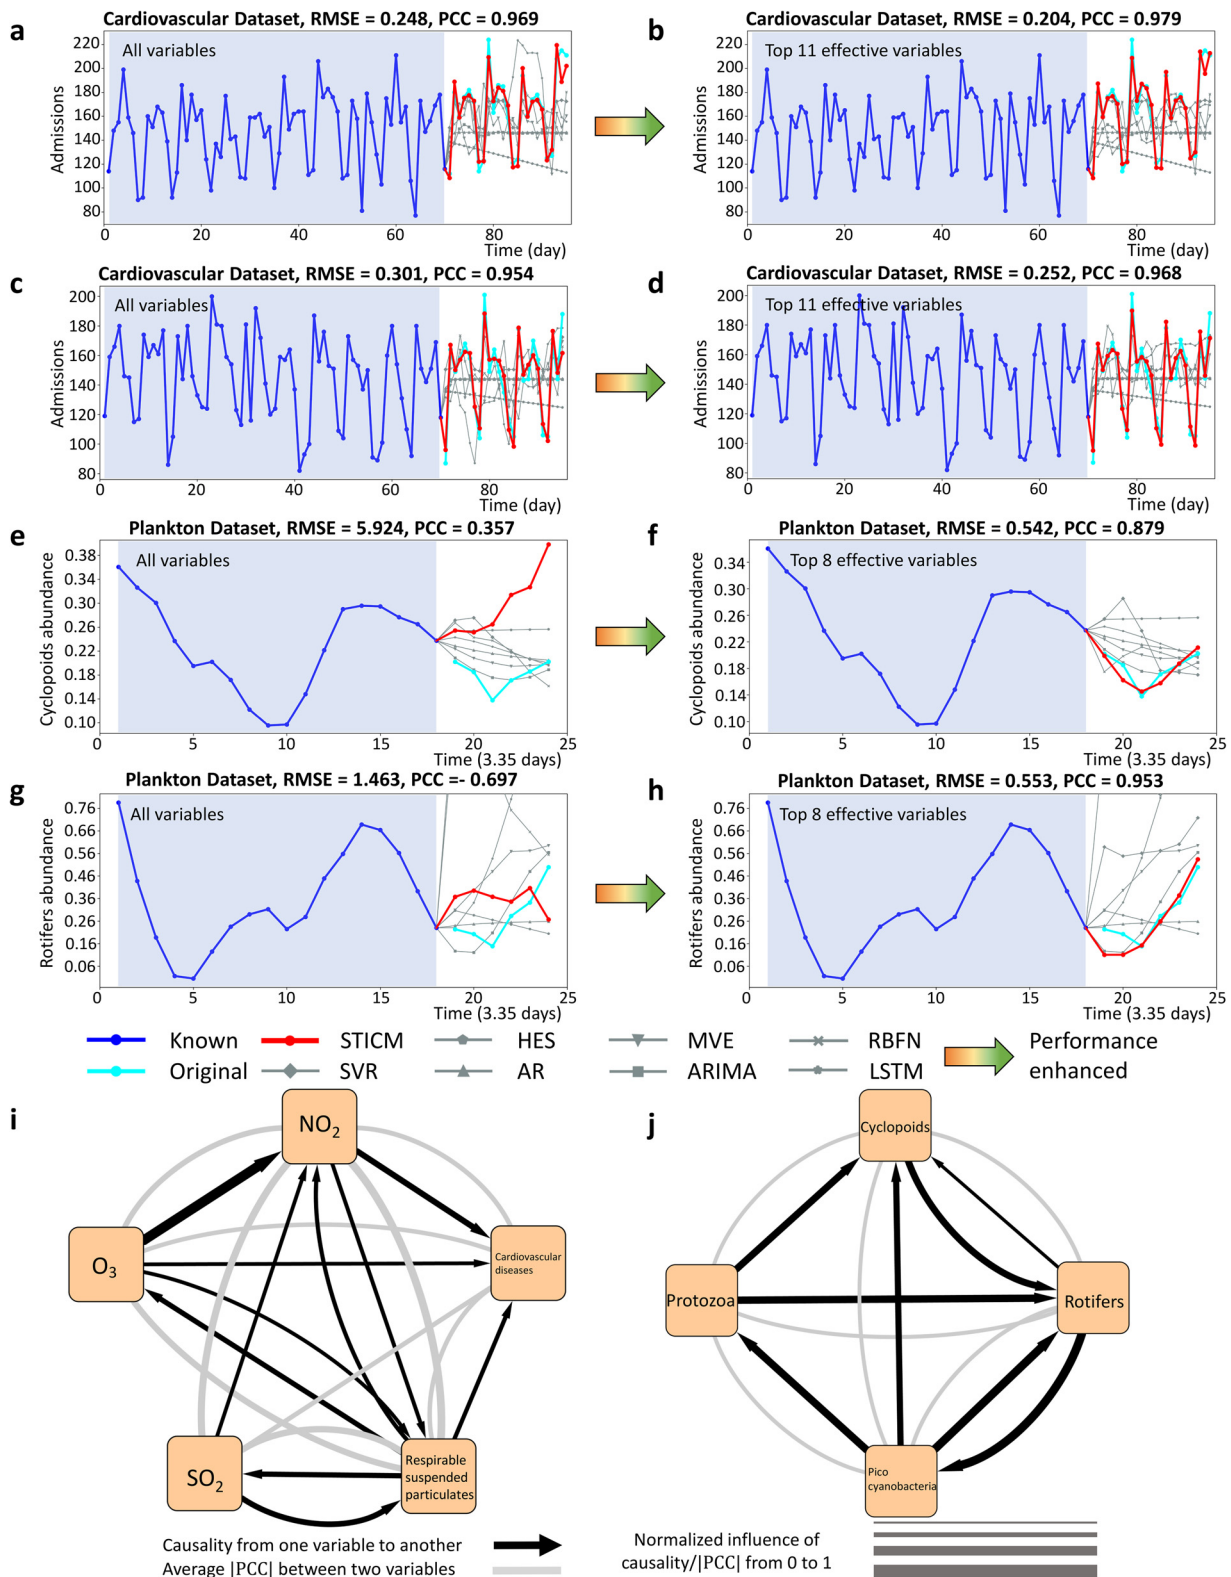 a
Cardiovascular Dataset, RMSE = 0.248, PCC = 0.969
All variables
Admissions
220
200
180
160
140
120
100
80
0
20
40
60
80
Time (day)
b
Cardiovascular Dataset, RMSE = 0.204, PCC = 0.979
Top 11 effective variables
Admissions
220
200
180
160
140
120
100
80
0
20
40
60
80
Time (day)
c
Cardiovascular Dataset, RMSE = 0.301, PCC = 0.954
All variables
Admissions
200
180
160
140
120
100
80
0
20
40
60
80
Time (day)
d
Cardiovascular Dataset, RMSE = 0.252, PCC = 0.968
Top 11 effective variables
Admissions
200
180
160
140
120
100
80
0
20
40
60
80
Time (day)
e
Plankton Dataset, RMSE = 5.924, PCC = 0.357
All variables
Cyclopoids abundance
0.38
0.30
0.26
0.19
0.14
0.10
0
5
10
15
20
25
Time (3.35 days)
f
Plankton Dataset, RMSE = 0.542, PCC = 0.879
Top 8 effective variables
Cyclopoids abundance
0.34
0.30
0.26
0.22
0.18
0.14
0.10
0
5
10
15
20
25
Time (3.35 days)
g
Plankton Dataset, RMSE = 1.463, PCC =- 0.697
All variables
Rotifers abundance
0.76
0.66
0.56
0.46
0.36
0.26
0.16
0.06
0
5
10
15
20
25
Time (3.35 days)
h
Plankton Dataset, RMSE = 0.553, PCC = 0.953
Top 8 effective variables
Rotifers abundance
0.76
0.66
0.56
0.46
0.36
0.26
0.16
0.06
0
5
10
15
20
25
Time (3.35 days)
Known
STICM
HES
MVE
RBFN
Performance
Original
SVR
AR
ARIMA
LSTM
enhanced
i
NO2
O3
Cardiovascular
diseases
SO2
Respirable
suspended
particulates
Causality from one variable to another
Average |PCC| between two variables
j
Cyclopoids
Protozoa
Rotifers
Pico
cyanobacteria
Normalized influence of
causality/|PCC| from 0 to 1